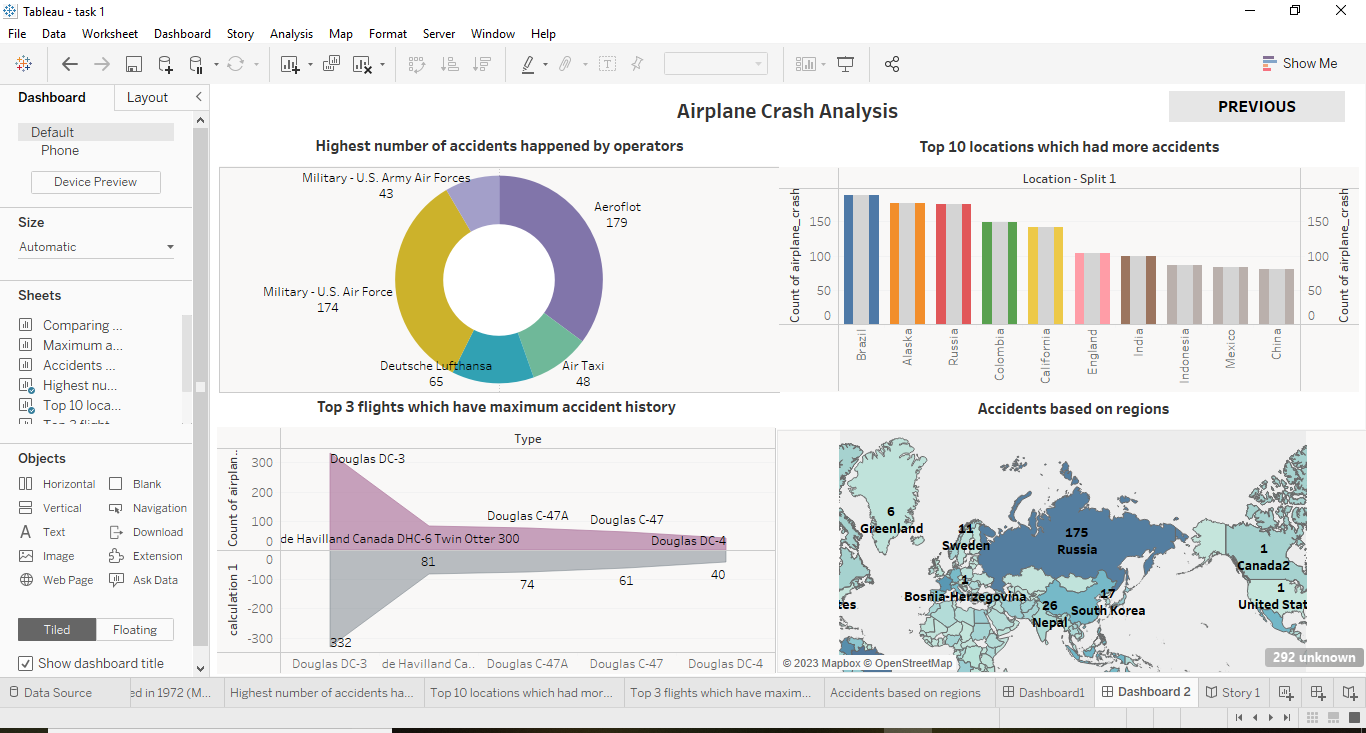 Tableau - task 1
File Data Worksheet Dashboard Story Analysis Map Format Server Window Help
Show Me
Dashboard Layout
Default
Phone
Device Preview
Size
Automatic
Sheets
Comparing ...
Maximum a...
Accidents ...
Highest nu...
Top 10 loca...
Objects
Horizontal Blank
Vertical Navigation
Text Download
Image Extension
Web Page Ask Data
Tiled Floating
Show dashboard title
Airplane Crash Analysis
PREVIOUS
Highest number of accidents happened by operators
Military - U.S. Army Air Forces
43
Aeroflot
179
Military - U.S. Air Force
174
Deutsche Lufthansa
65
Air Taxi
48
Top 10 locations which had more accidents
Location - Split 1
Count of airplane_crash
150
100
50
0
150
100
50
0
Count of airplane_crash
Brazil
Alaska
Russia
Colombia
California
England
India
Indonesia
Mexico
China
Top 3 flights which have maximum accident history
Type
Count of airplan..
300
200
100
0
Douglas DC-3
de Havilland Canada DHC-6 Twin Otter 300
Douglas C-47A
Douglas C-47
Douglas DC-4
calculation 1
0
-100
-200
-300
332
81
74
61
40
Douglas DC-3 de Havilland Ca.. Douglas C-47A Douglas C-47 Douglas DC-4
Accidents based on regions
6
Greenland
11
Sweden
175
Russia
1
Canada2
1
Bosnia-Herzegovina
26
Nepal
17
South Korea
1
United Stat
tes
© 2023 Mapbox © OpenStreetMap
292 unknown
Data Source ed in 1972 (M... Highest number of accidents ha... Top 10 locations which had mor... Top 3 flights which have maxim... Accidents based on regions Dashboard1 Dashboard 2 Story 1